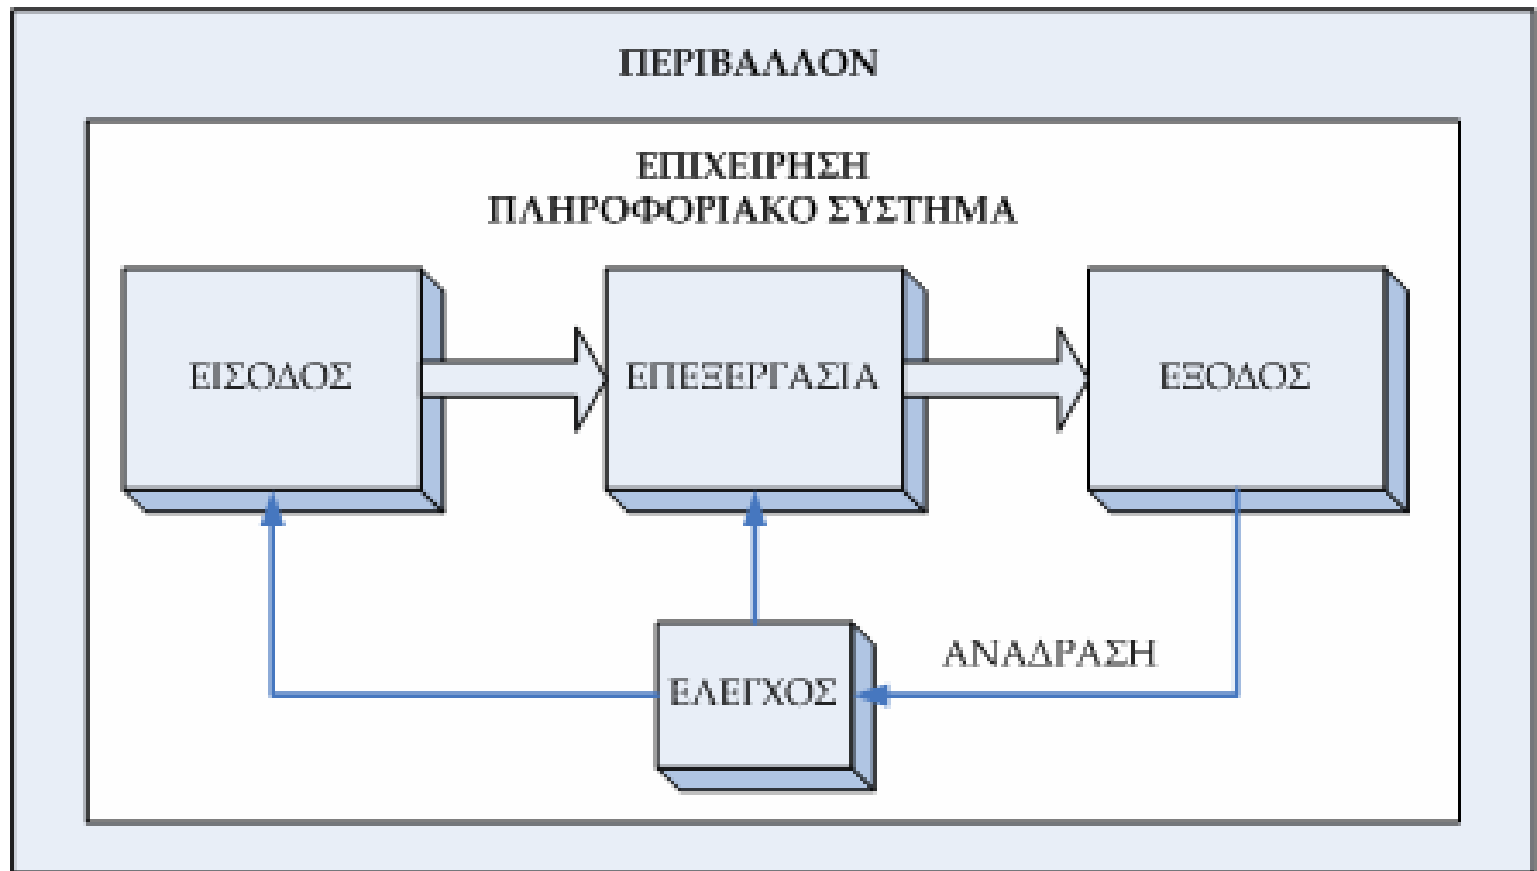 ΠΕΡΙΒΑΛΛΟΝ
ΕΠΙΧΕΙΡΗΣΗ
ΠΛΗΡΟΦΟΡΙΑΚΟ ΣΥΣΤΗΜΑ
ΕΙΣΟΔΟΣ
ΕΠΕΞΕΡΓΑΣΙΑ
ΕΞΟΔΟΣ
ΑΝΑΔΡΑΣΗ
ΕΛΕΓΧΟΣ